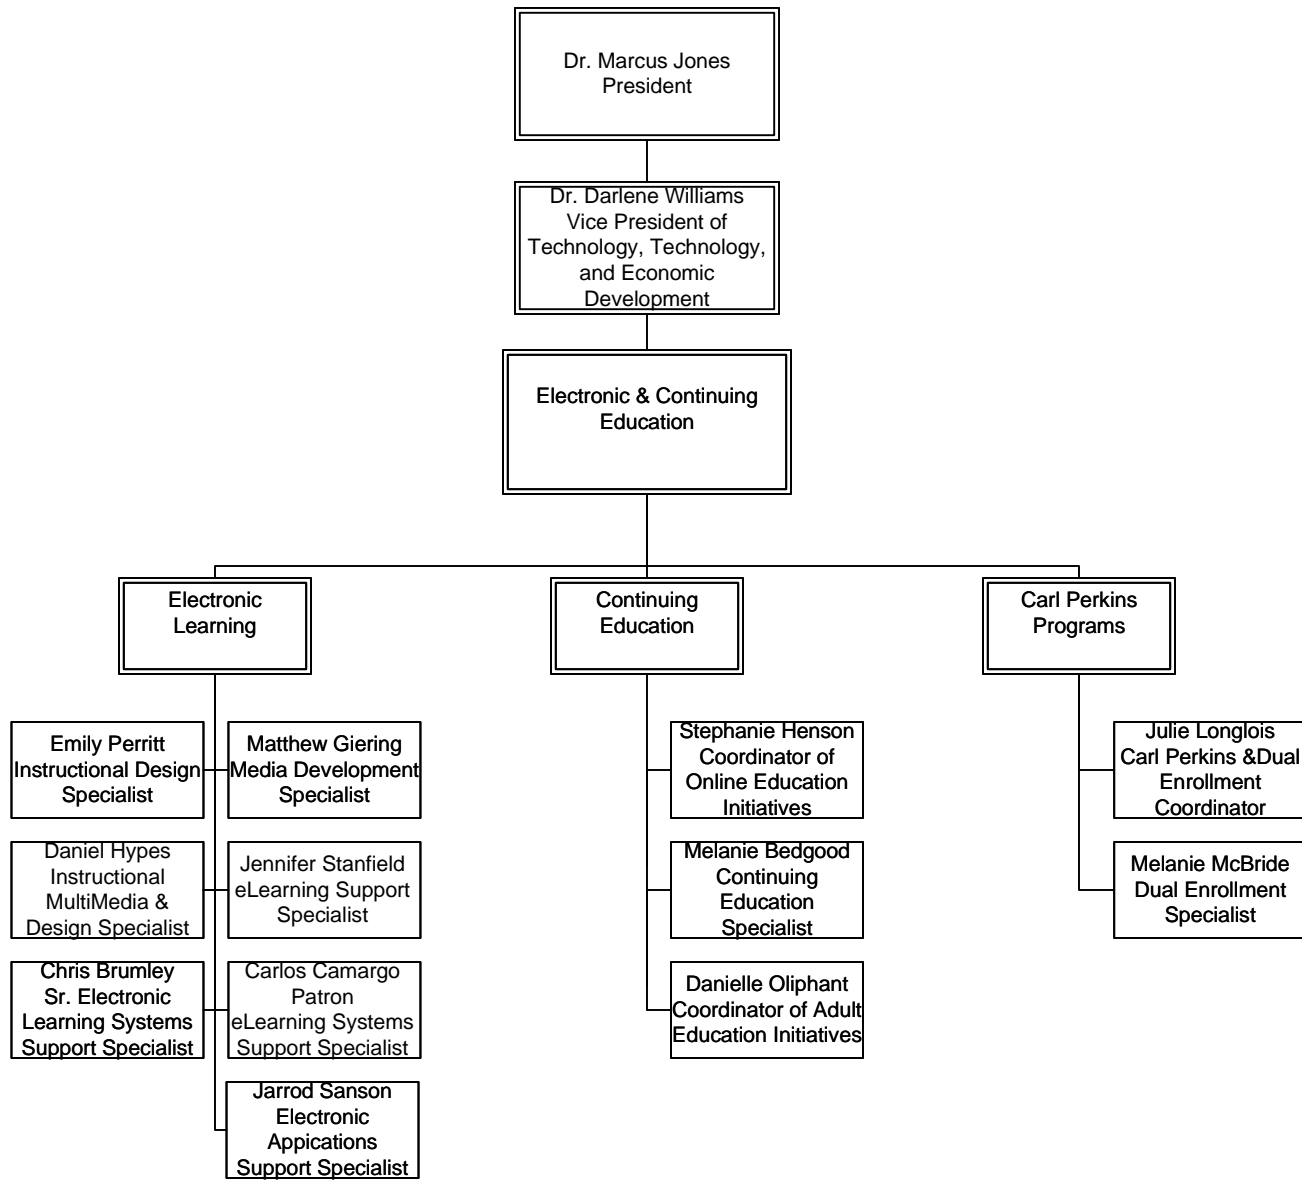 Dr. Marcus Jones
President
Dr. Darlene Williams
Vice President of
Technology, Technology,
and Economic
Development
Electronic & Continuing
Education
Electronic
Learning
Continuing
Education
Carl Perkins
Programs
Emily Perritt
Instructional Design
Specialist
Matthew Giering
Media Development
Specialist
Daniel Hypes
Instructional
MultiMedia &
Design Specialist
Jennifer Stanfield
eLearning Support
Specialist
Chris Brumley
Sr. Electronic
Learning Systems
Support Specialist
Carlos Camargo
Patron
eLearning Systems
Support Specialist
Jarrod Sanson
Electronic
Appications
Support Specialist
Stephanie Henson
Coordinator of
Online Education
Initiatives
Melanie Bedgood
Continuing
Education
Specialist
Danielle Oliphant
Coordinator of Adult
Education Initiatives
Julie Longlois
Carl Perkins &Dual
Enrollment
Coordinator
Melanie McBride
Dual Enrollment
Specialist